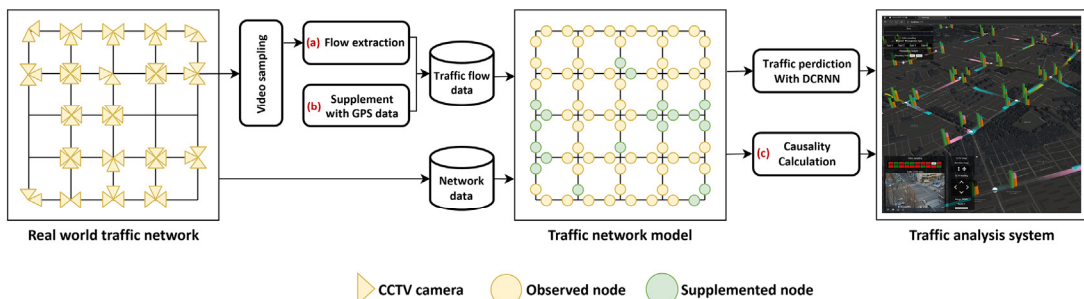 Video sampling
(a) Flow extraction
(b) Supplement
with GPS data
Traffic flow
data
Network
data
Traffic perdiction
With DCRNN
(c) Causality
Calculation
Real world traffic network
Traffic network model
Traffic analysis system
CCTV camera
Observed node
Supplemented node